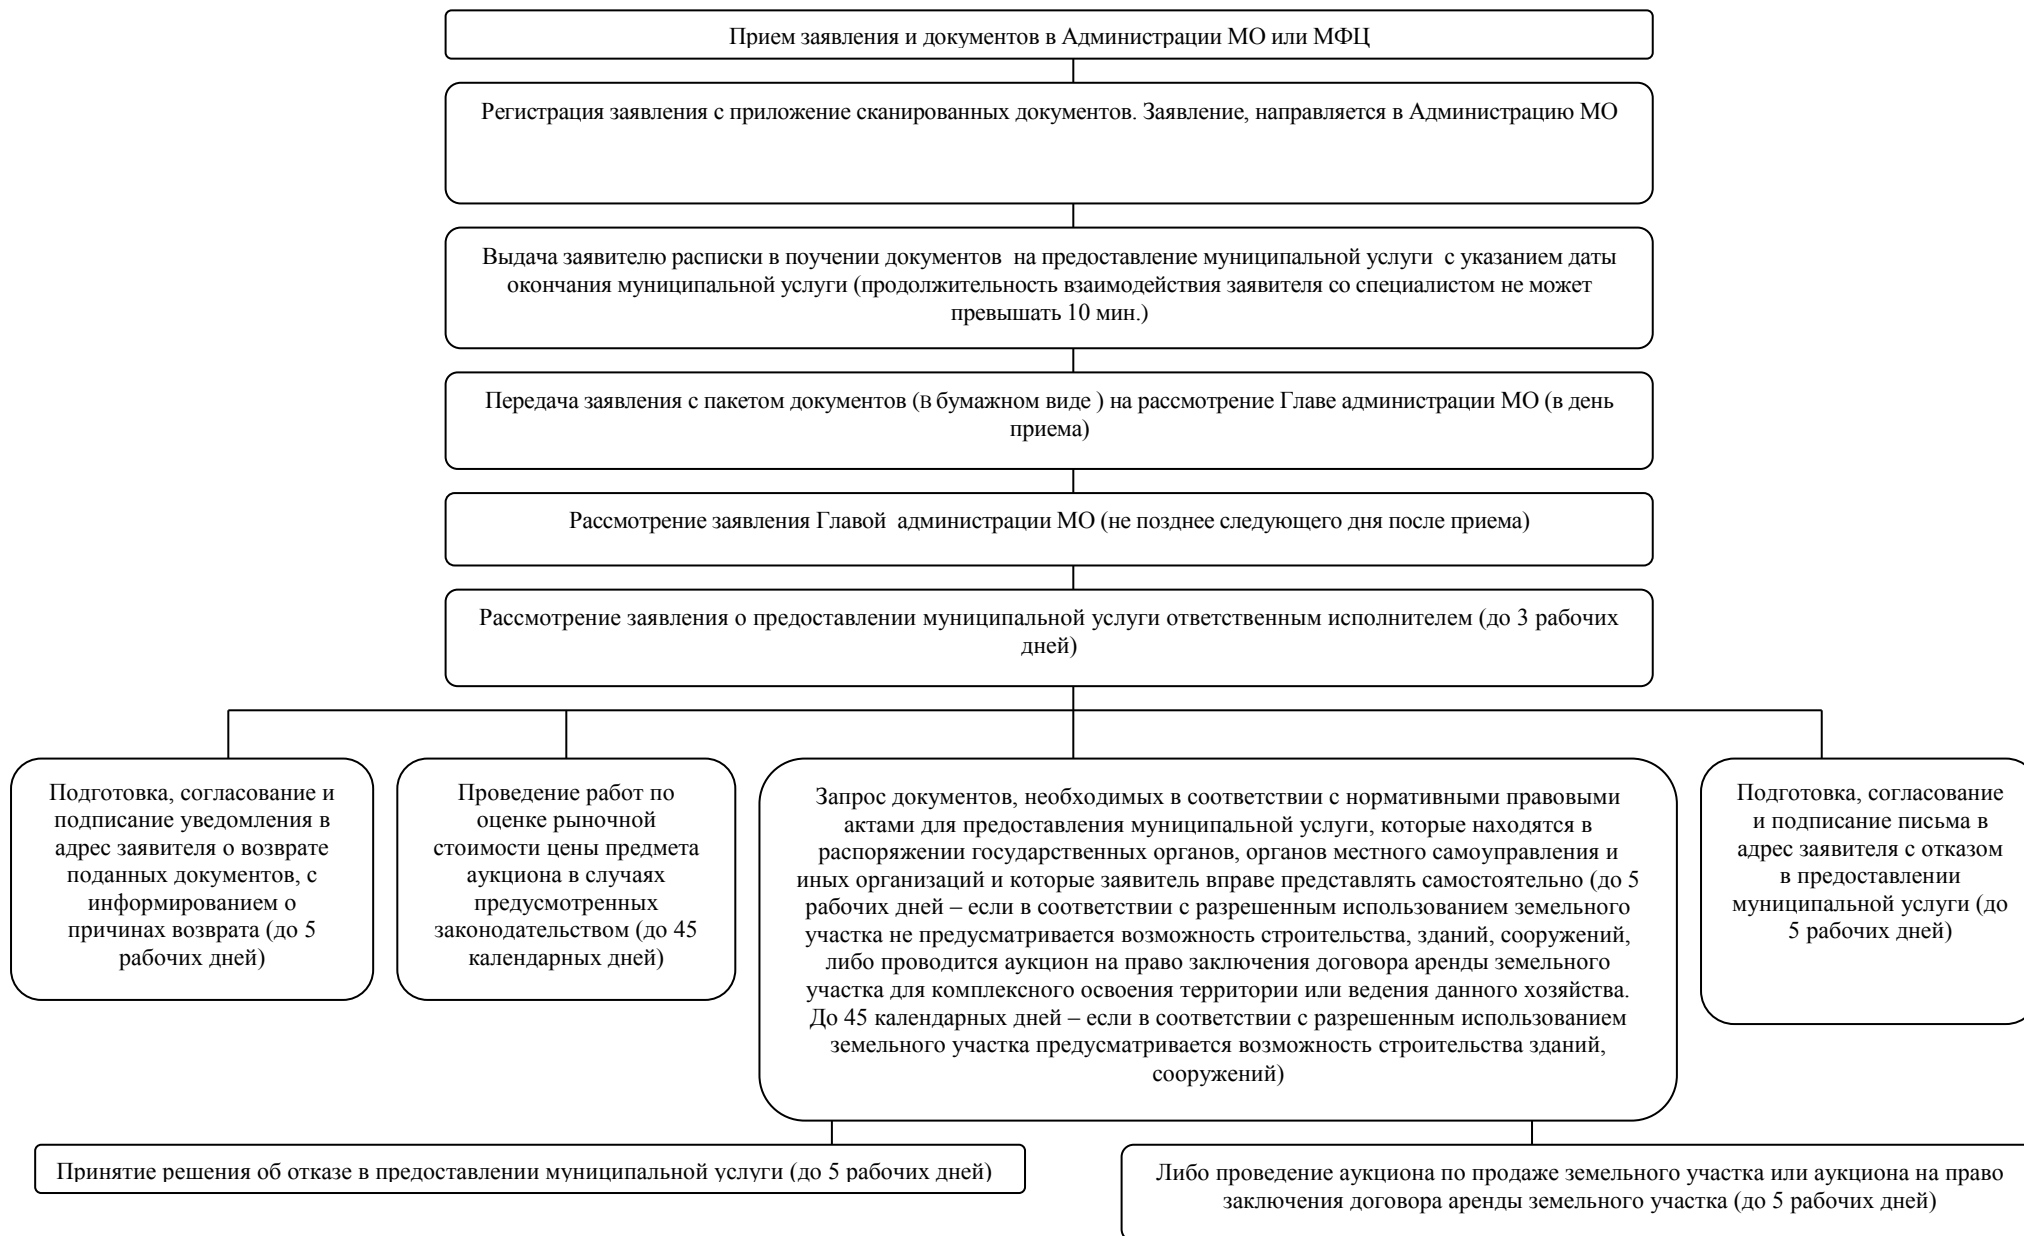 Прием заявления и документов в Администрации МО или МФЦ
Регистрация заявления с приложение сканированных документов. Заявление, направляется в Администрацию МО
Выдача заявителю расписки в поучении документов на предоставление муниципальной услуги с указанием даты
окончания муниципальной услуги (продолжительность взаимодействия заявителя со специалистом не может
превышать 10 мин.)
Передача заявления с пакетом документов (в бумажном виде ) на рассмотрение Главе администрации МО (в день
приема)
Рассмотрение заявления Главой администрации МО (не позднее следующего дня после приема)
Рассмотрение заявления о предоставлении муниципальной услуги ответственным исполнителем (до 3 рабочих
дней)
Подготовка, согласование и
подписание уведомления в
адрес заявителя о возврате
поданных документов, с
информированием о
причинах возврата (до 5
рабочих дней)
Проведение работ по
оценке рыночной
стоимости цены предмета
аукциона в случаях
предусмотренных
законодательством (до 45
календарных дней)
Запрос документов, необходимых в соответствии с нормативными правовыми
актами для предоставления муниципальной услуги, которые находятся в
распоряжении государственных органов, органов местного самоуправления и
иных организаций и которые заявитель вправе представлять самостоятельно (до 5
рабочих дней – если в соответствии с разрешенным использованием земельного
участка не предусматривается возможность строительства, зданий, сооружений,
либо проводится аукцион на право заключения договора аренды земельного
участка для комплексного освоения территории или ведения данного хозяйства.
До 45 календарных дней – если в соответствии с разрешенным использованием
земельного участка предусматривается возможность строительства зданий,
сооружений)
Подготовка, согласование
и подписание письма в
адрес заявителя с отказом
в предоставлении
муниципальной услуги (до
5 рабочих дней)
Принятие решения об отказе в предоставлении муниципальной услуги (до 5 рабочих дней)
Либо проведение аукциона по продаже земельного участка или аукциона на право
заключения договора аренды земельного участка (до 5 рабочих дней)